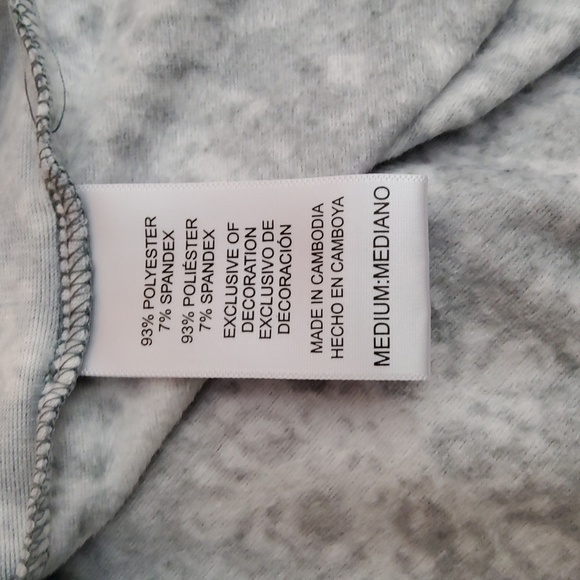 93% POLYESTER
7% SPANDEX
93% POLIÉSTER
7% SPANDEX
EXCLUSIVE OF
DECORATION
EXCLUSIVO DE
DECORACIÓN
MADE IN CAMBODIA
HECHO EN CAMBOYA
MEDIUM:MEDIANO